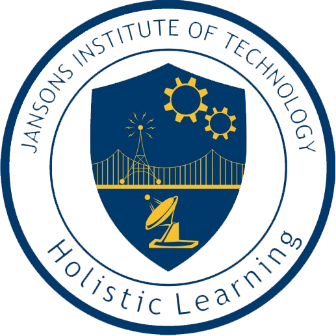 JANSONS INSTITUTE OF TECHNOLOGY
Holistic Learning